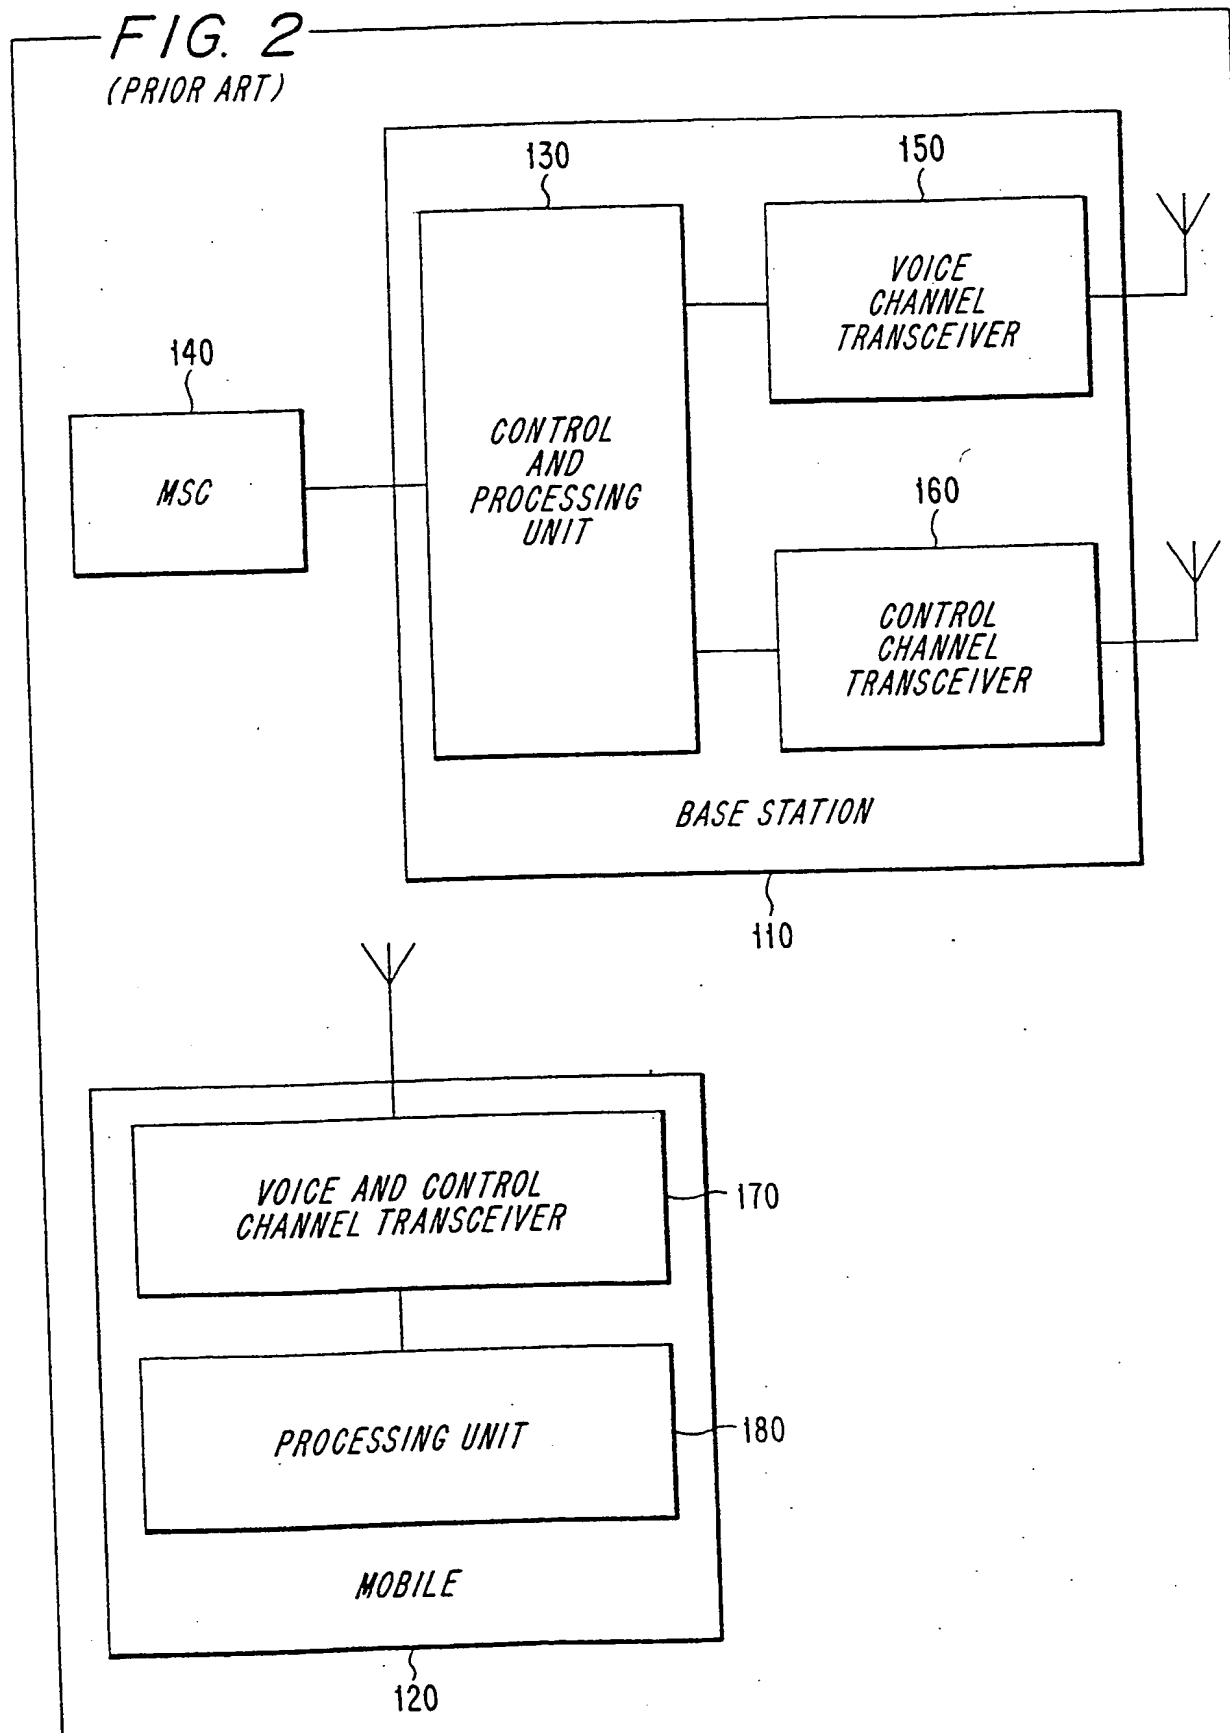 FIG. 2
(PRIOR ART)
130
150
VOICE
CHANNEL
TRANSCEIVER
140
MSC
CONTROL
AND
PROCESSING
UNIT
160
CONTROL
CHANNEL
TRANSCEIVER
BASE STATION
110
VOICE AND CONTROL
CHANNEL TRANSCEIVER
170
PROCESSING UNIT
180
MOBILE
120